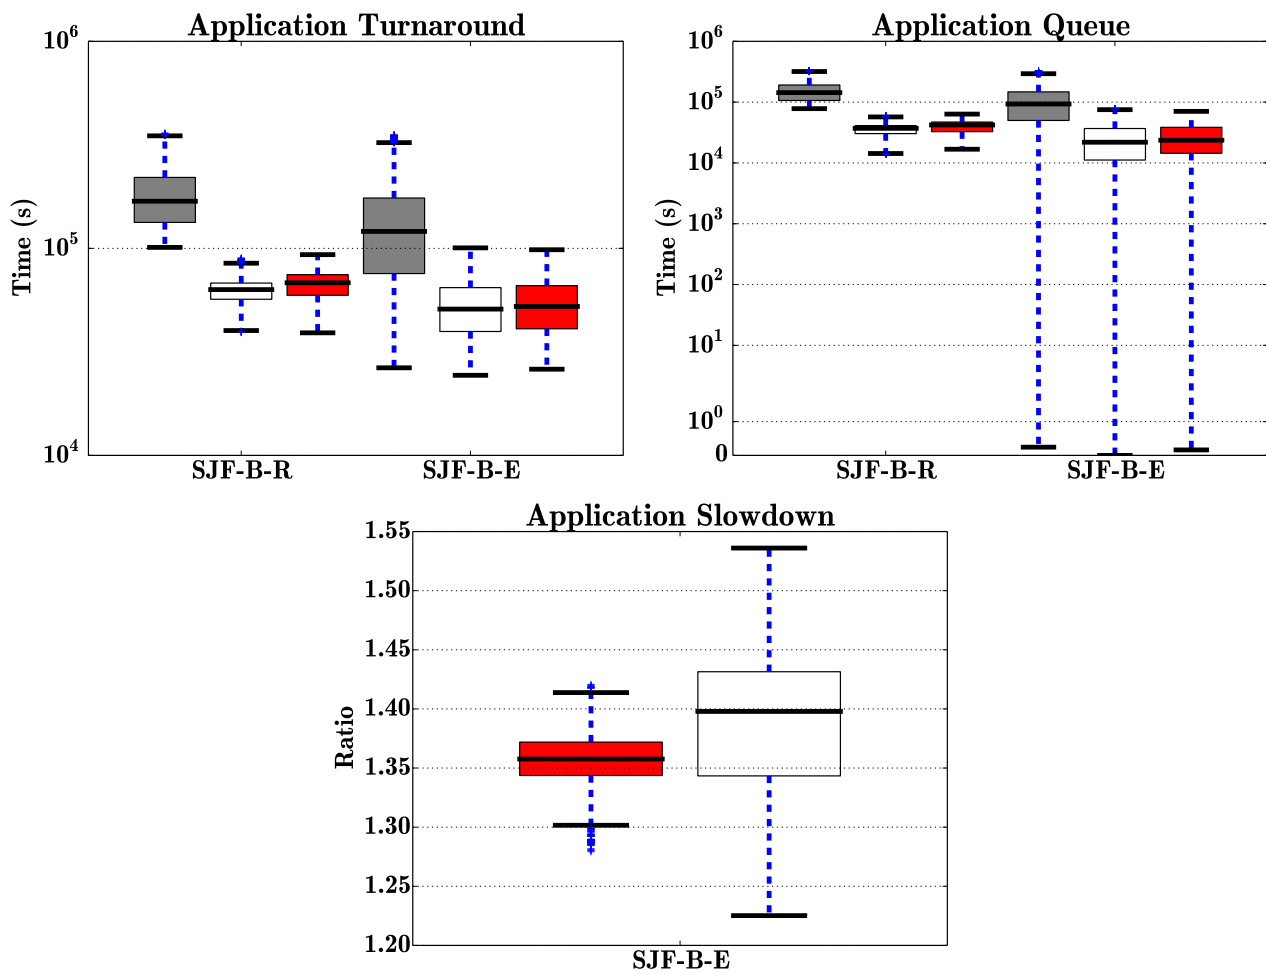 Application Turnaround
Time (s)
10^6
10^5
10^4
SJF-B-R
SJF-B-E
Application Queue
Time (s)
10^6
10^5
10^4
10^3
10^2
10^1
10^0
0
SJF-B-R
SJF-B-E
Application Slowdown
Ratio
1.55
1.50
1.45
1.40
1.35
1.30
1.25
1.20
SJF-B-E